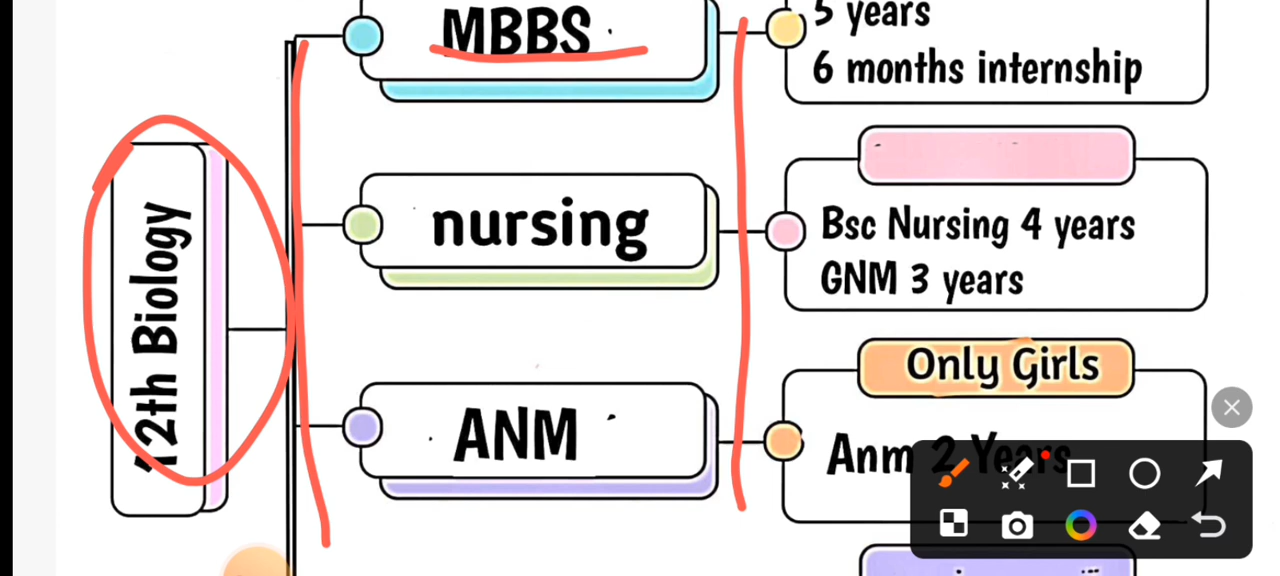 12th Biology
MBBS
5 years
6 months internship
nursing
Bsc Nursing 4 years
GNM 3 years
ANM
Only Girls
Anm 2 Years